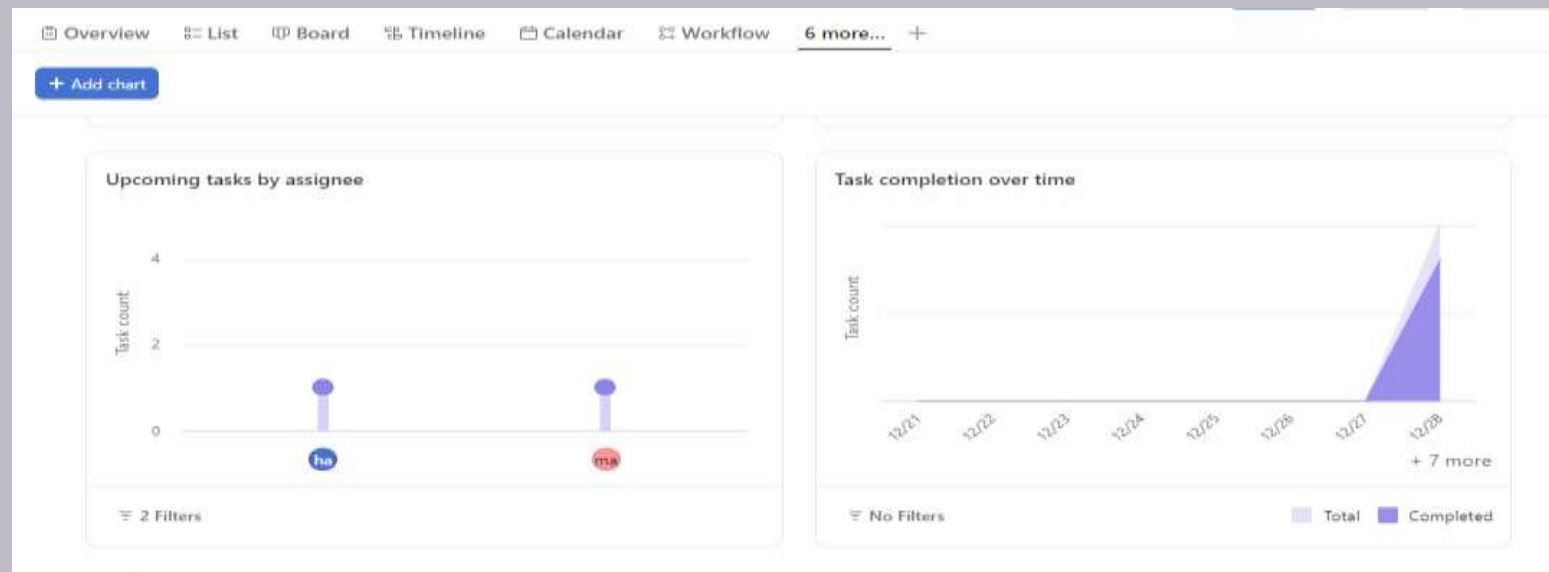 Overview List Board Timeline Calendar Workflow 6 more... +
+ Add chart
Upcoming tasks by assignee
4
Task count
2
0
ha ma
2 Filters
Task completion over time
Task count
12/21 12/22 12/23 12/24 12/25 12/26 12/27 12/28
+ 7 more
No Filters
Total Completed